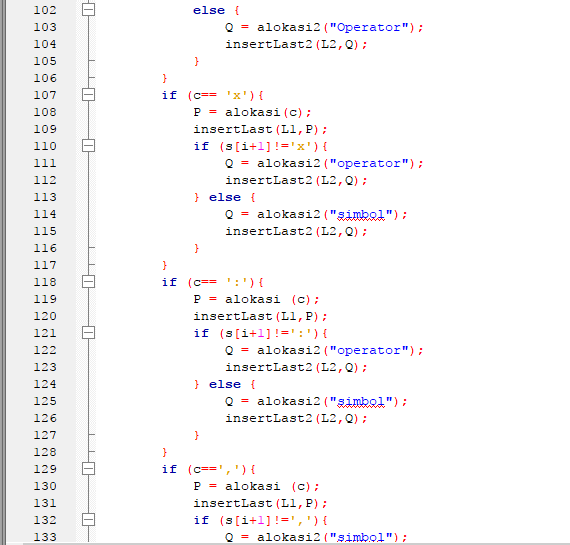 102 else {
103 Q = alokasi2("Operator");
104 insertLast2(L2,Q);
105 }
106 }
107 if (c== 'x'){
108 P = alokasi(c);
109 insertLast(L1,P);
110 if (s[i+1]!='x'){
111 Q = alokasi2("operator");
112 insertLast2(L2,Q);
113 } else {
114 Q = alokasi2("simbol");
115 insertLast2(L2,Q);
116 }
117 }
118 if (c== ':'){
119 P = alokasi (c);
120 insertLast(L1,P);
121 if (s[i+1]!=':'){
122 Q = alokasi2("operator");
123 insertLast2(L2,Q);
124 } else {
125 Q = alokasi2("simbol");
126 insertLast2(L2,Q);
127 }
128 }
129 if (c==','){
130 P = alokasi (c);
131 insertLast(L1,P);
132 if (s[i+1]!=','){
133 Q = alokasi2("simbol");